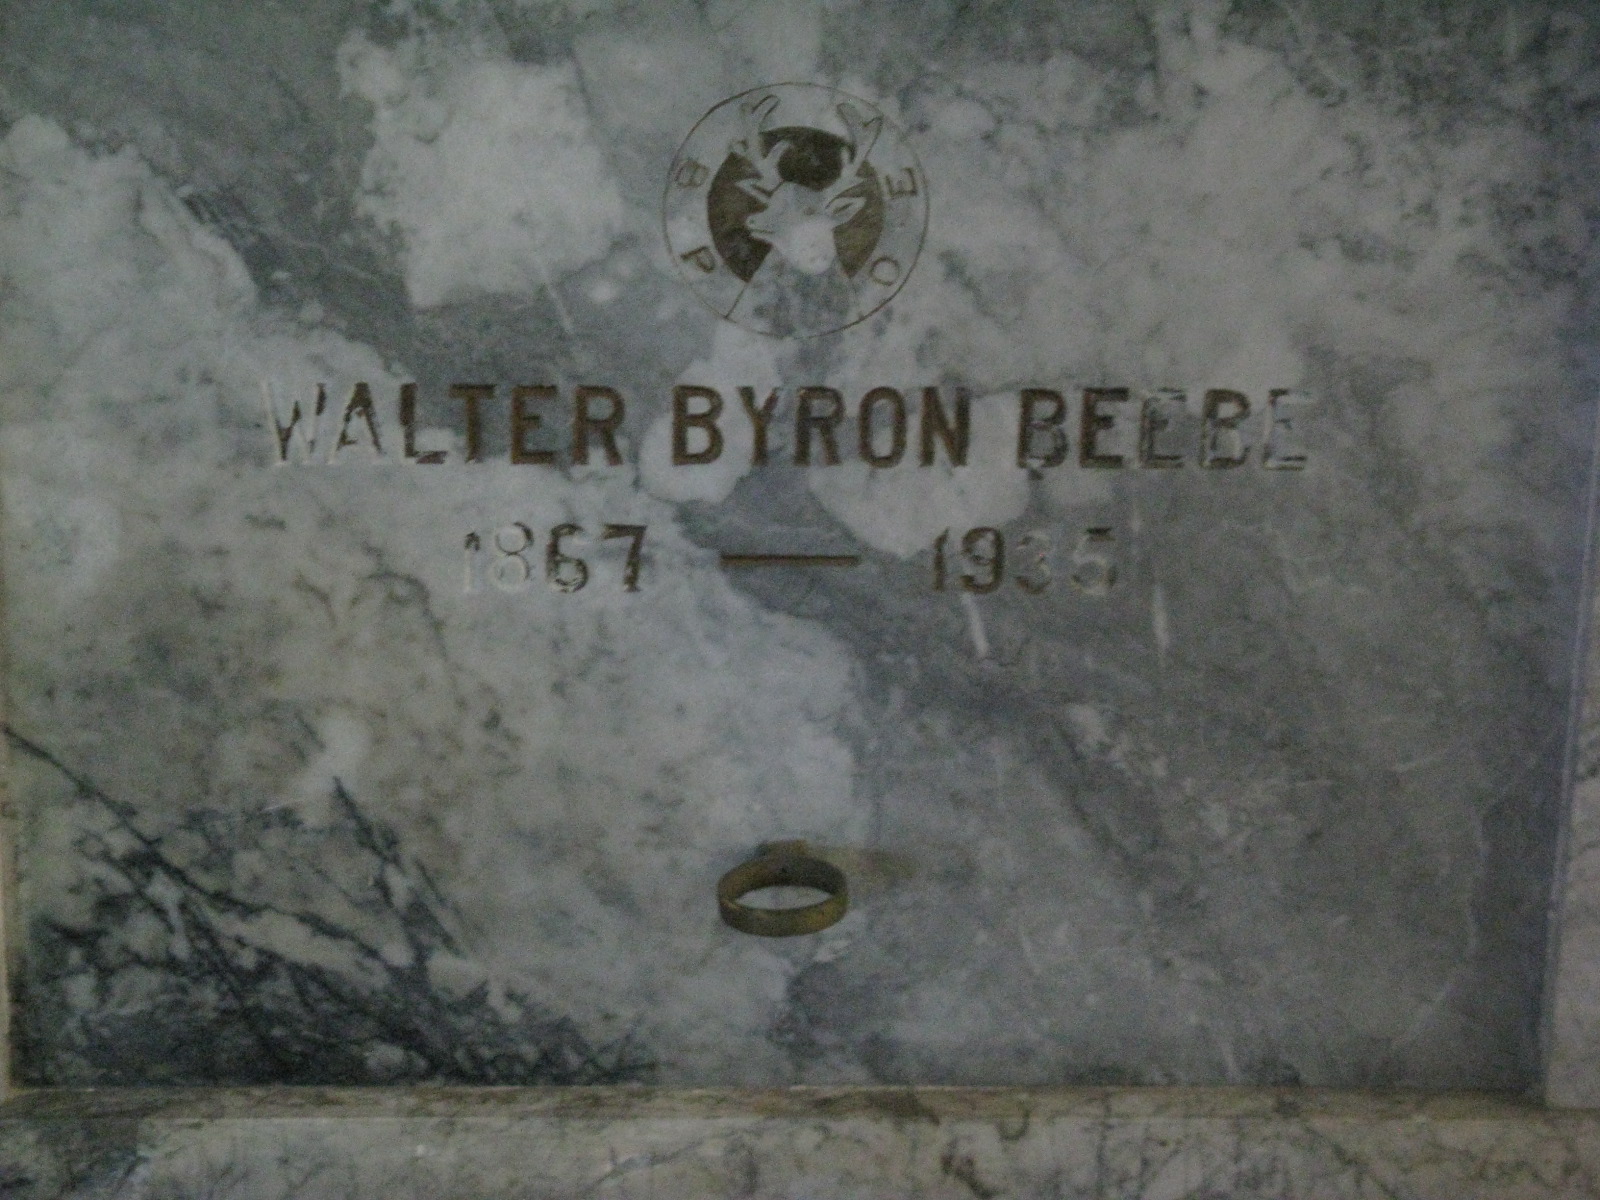 B P O E
WALTER BYRON BEEBE
1867 — 1935